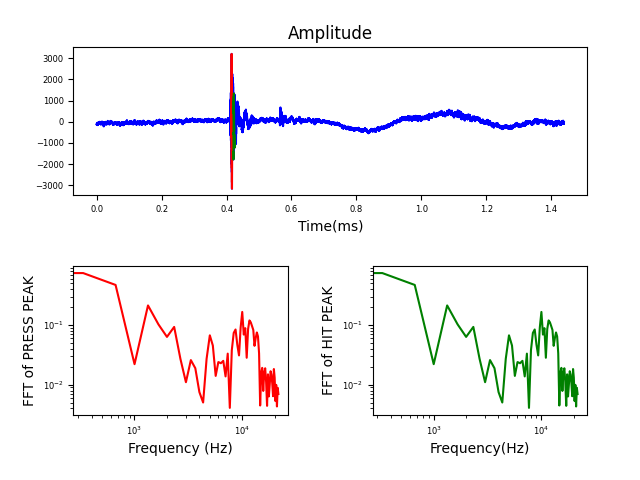 Amplitude
3000
2000
1000
0
−1000
−2000
−3000
0.0 0.2 0.4 0.6 0.8 1.0 1.2 1.4
Time(ms)
FFT of PRESS PEAK
10⁻¹
10⁻²
10³ 10⁴
Frequency (Hz)
FFT of HIT PEAK
10⁻¹
10⁻²
10³ 10⁴
Frequency(Hz)